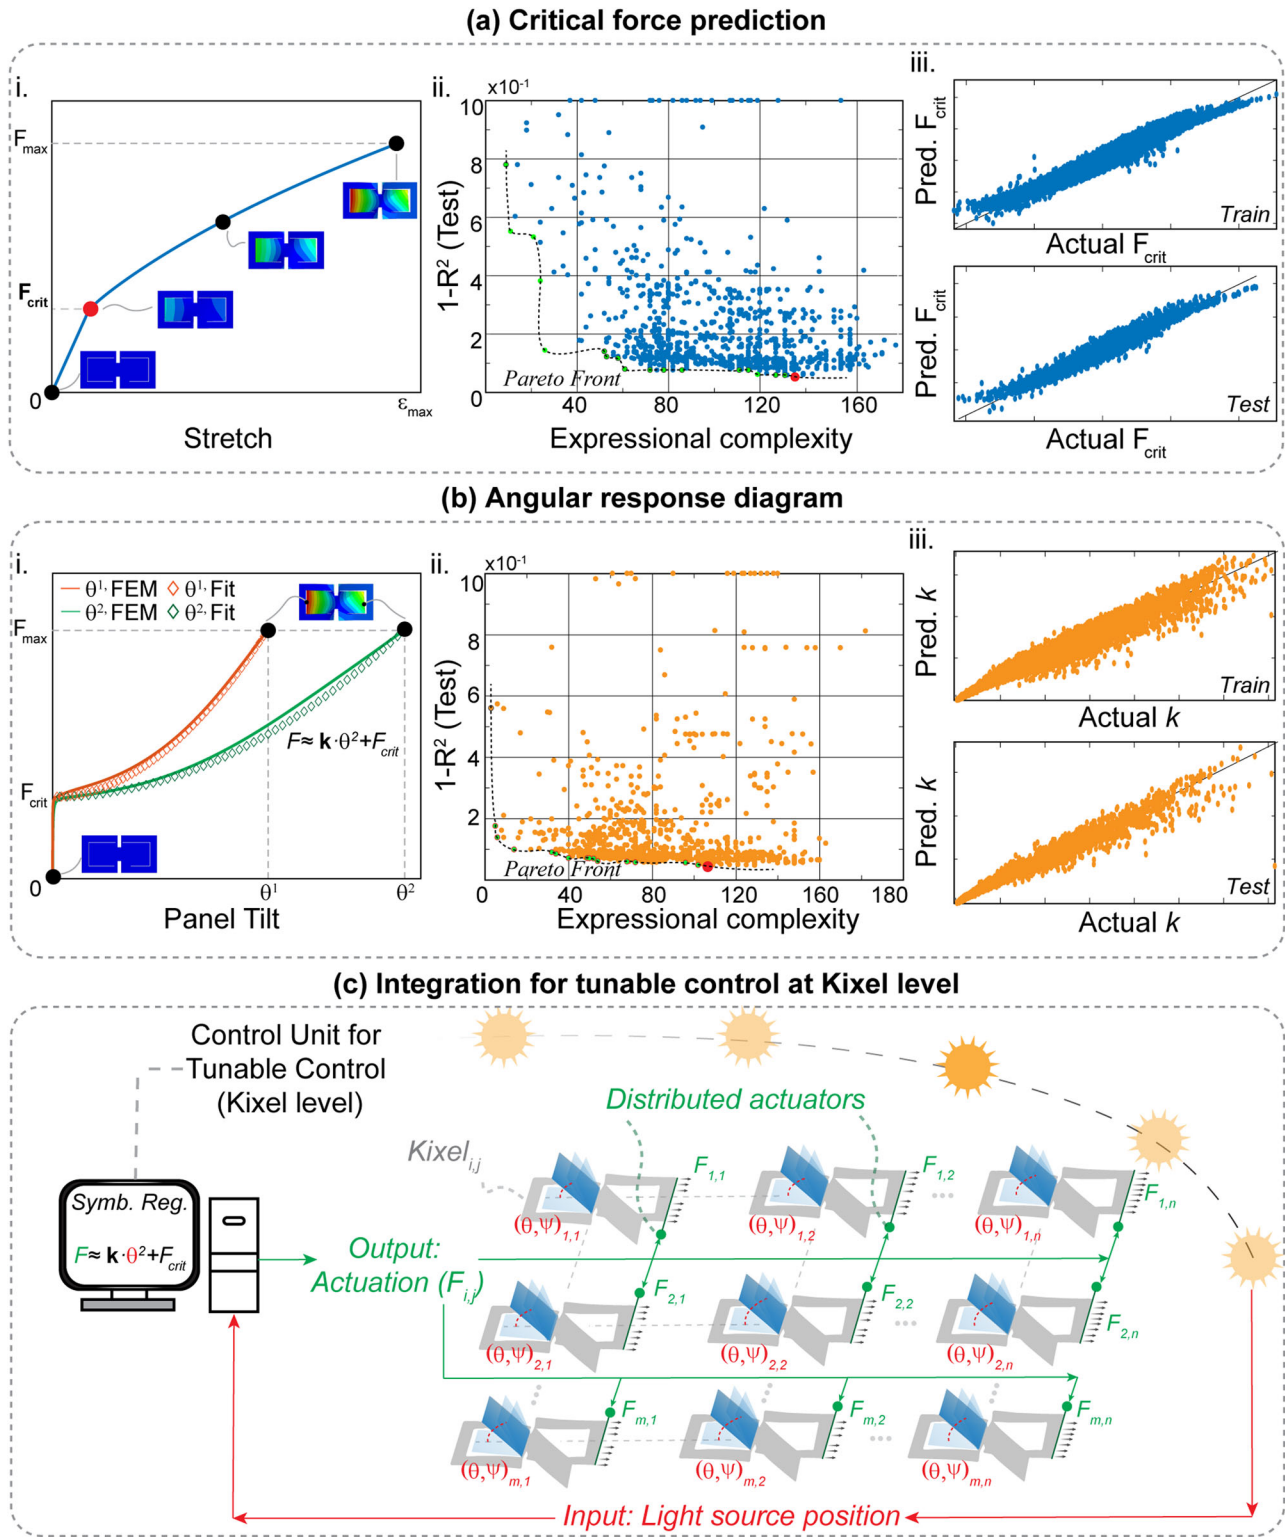 (a) Critical force prediction
i.
F_max
F_crit
0
ε_max
Stretch
ii.
x10⁻¹
10
8
6
4
2
0
1-R² (Test)
Pareto Front
40
80
120
160
Expressional complexity
iii.
Pred. F_crit
Train
Actual F_crit
Pred. F_crit
Test
Actual F_crit
(b) Angular response diagram
i.
θ¹, FEM
θ¹, Fit
θ², FEM
θ², Fit
F_max
F≈ k·θ²+F_crit
F_crit
0
θ¹
θ²
Panel Tilt
ii.
x10⁻¹
10
8
6
4
2
1-R² (Test)
Pareto Front
0
40
80
120
160
180
Expressional complexity
iii.
Pred. k
Train
Actual k
Pred. k
Test
Actual k
(c) Integration for tunable control at Kixel level
Control Unit for
Tunable Control
(Kixel level)
Distributed actuators
Kixel_i,j
F_1,1
F_1,2
F_1,n
(θ,Ψ)_1,1
(θ,Ψ)_1,2
(θ,Ψ)_1,n
Symb. Reg.
F≈ k·θ²+F_crit
Output:
Actuation (F_i,j)
F_2,1
F_2,2
F_2,n
(θ,Ψ)_2,1
(θ,Ψ)_2,2
(θ,Ψ)_2,n
F_m,1
F_m,2
F_m,n
(θ,Ψ)_m,1
(θ,Ψ)_m,2
(θ,Ψ)_m,n
Input: Light source position